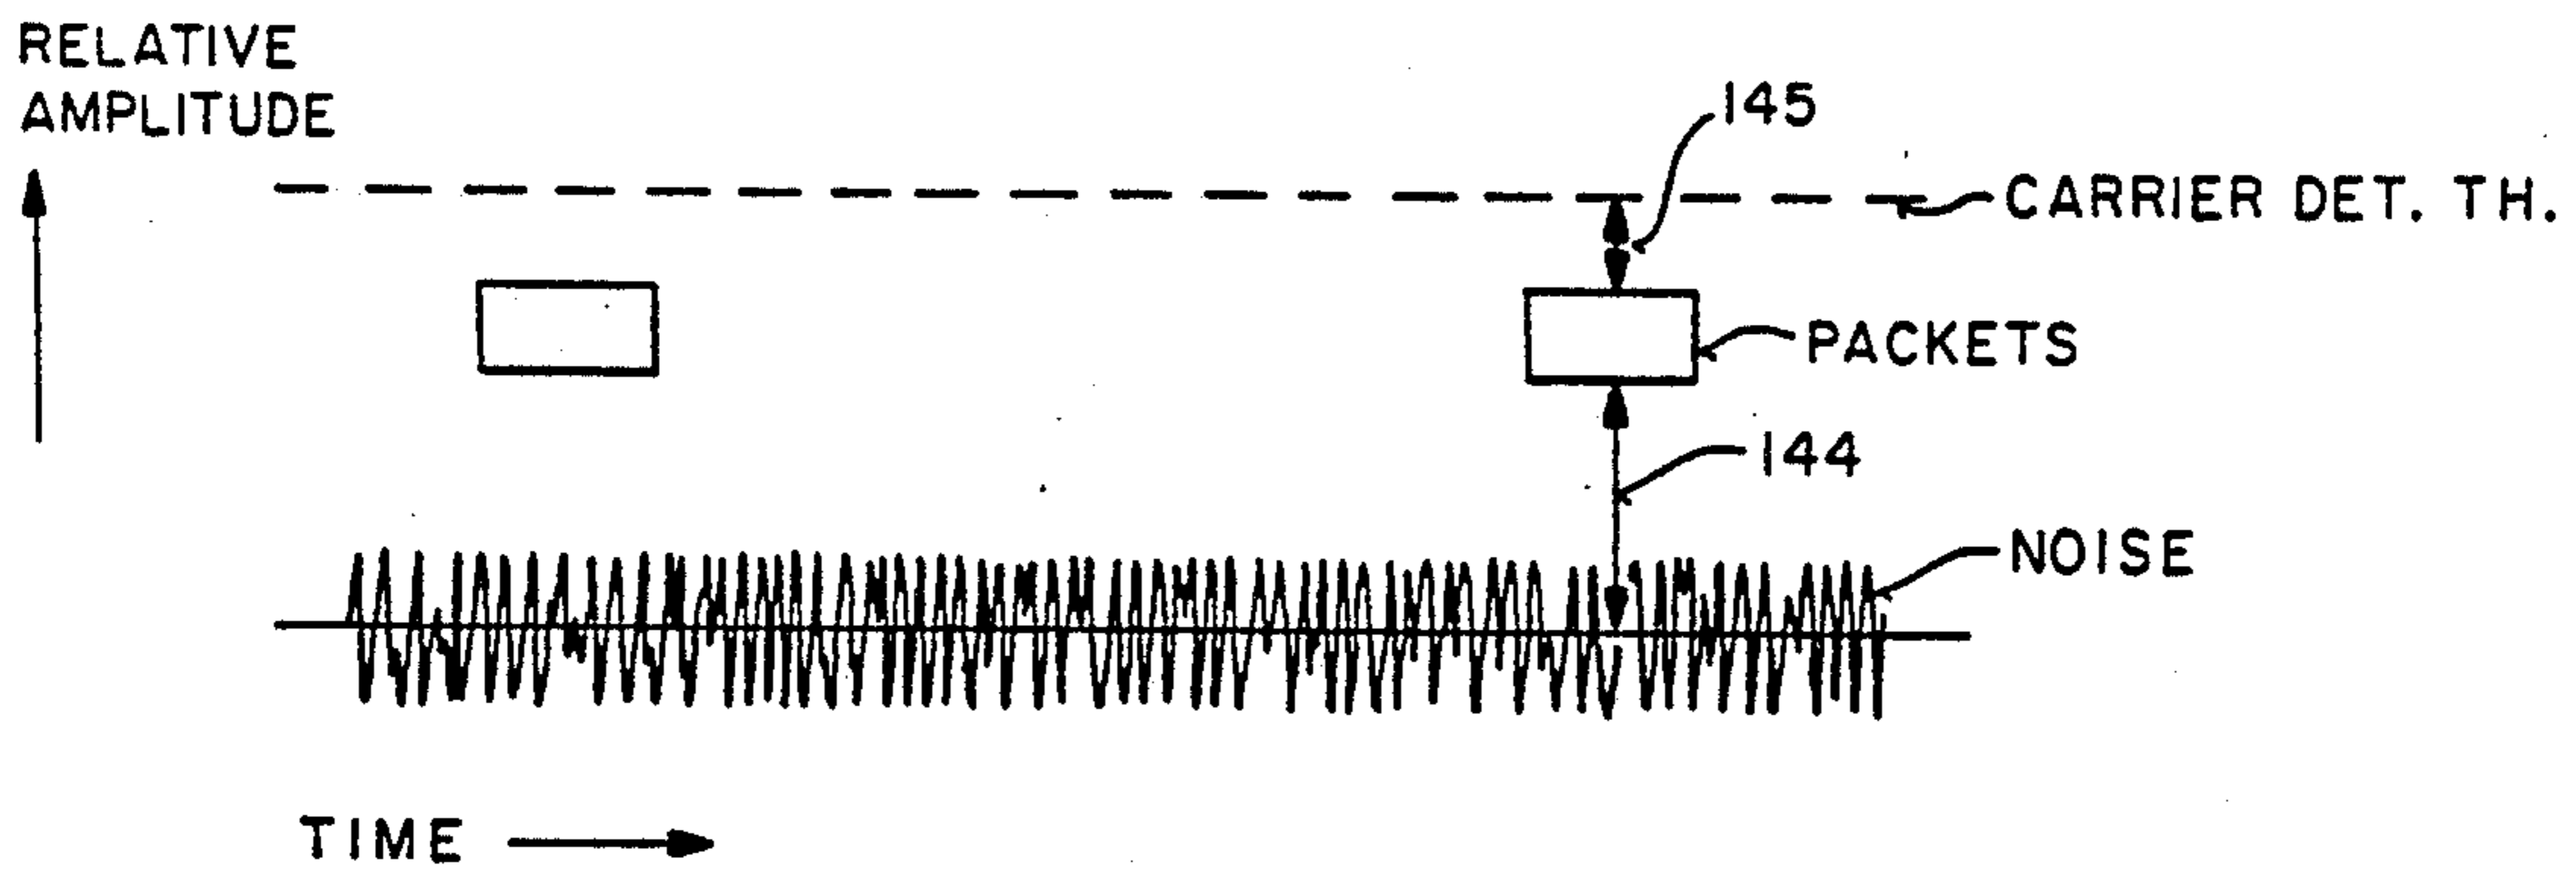 RELATIVE
AMPLITUDE
145
CARRIER DET. TH.
PACKETS
144
NOISE
TIME